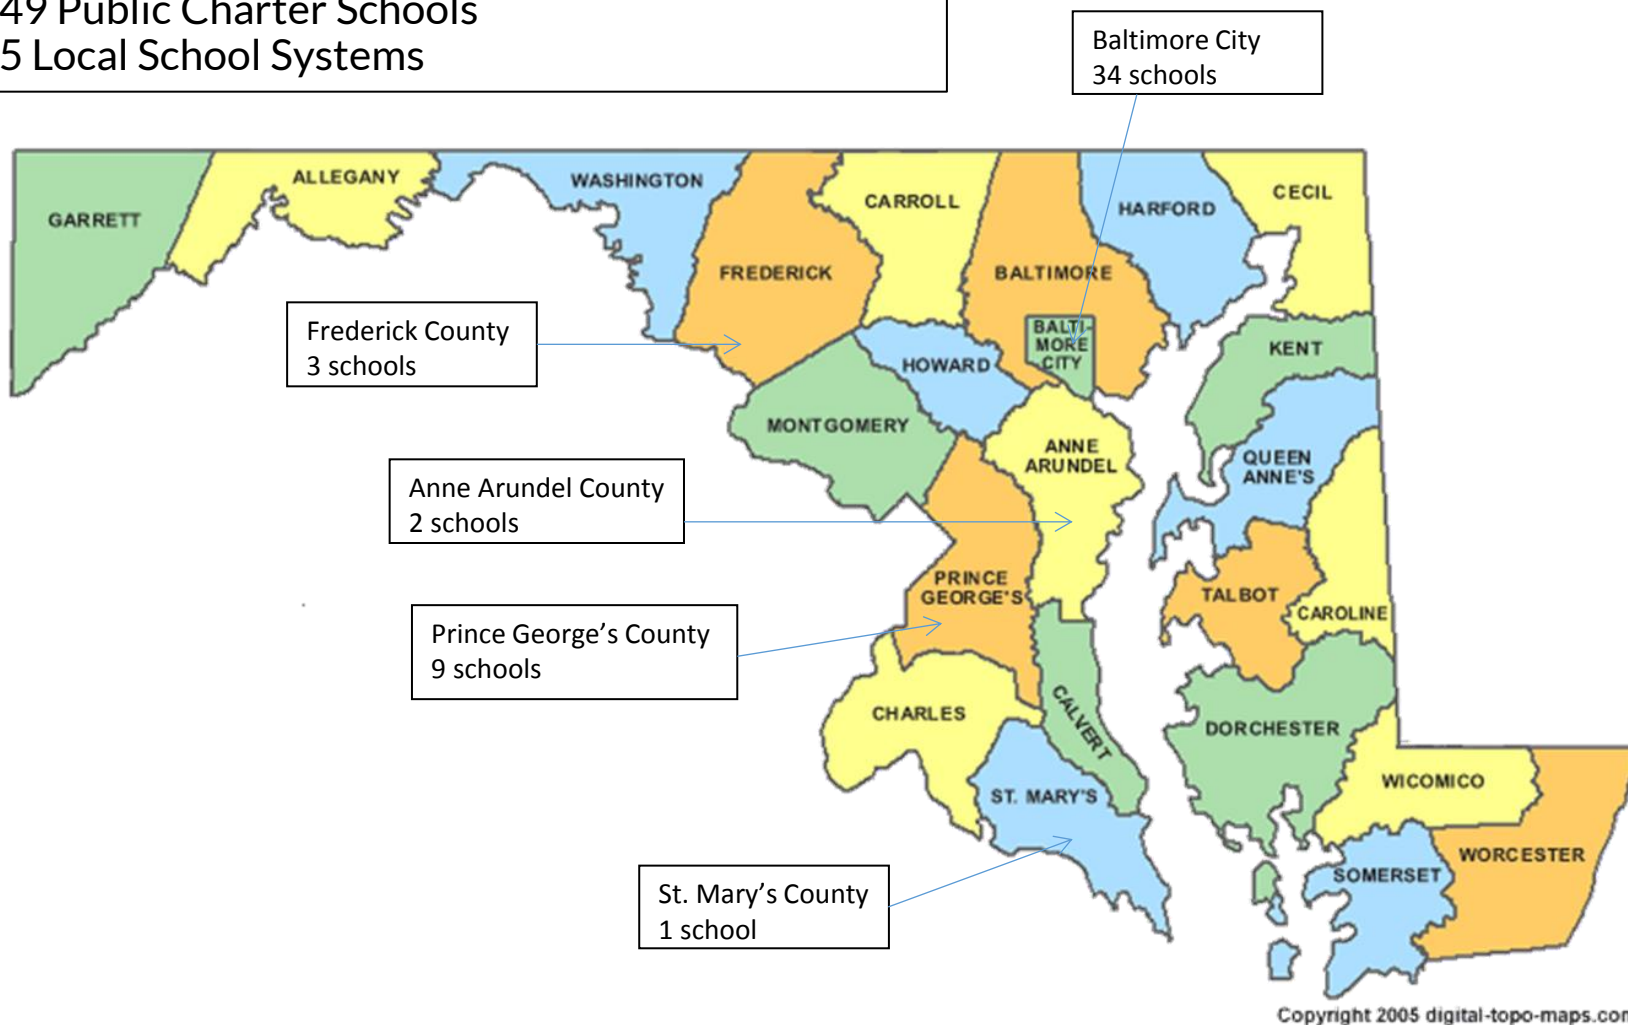 49 Public Charter Schools
5 Local School Systems
Baltimore City
34 schools
GARRETT
ALLEGANY
WASHINGTON
FREDERICK
CARROLL
BALTIMORE
HARFORD
CECIL
BALTI-
MORE
CITY
HOWARD
KENT
Frederick County
3 schools
MONTGOMERY
ANNE
ARUNDEL
QUEEN
ANNE'S
Anne Arundel County
2 schools
PRINCE
GEORGE'S
TALBOT
CAROLINE
Prince George’s County
9 schools
CHARLES
CALVERT
DORCHESTER
ST. MARY'S
WICOMICO
St. Mary’s County
1 school
SOMERSET
WORCESTER
Copyright 2005 digital-topo-maps.com